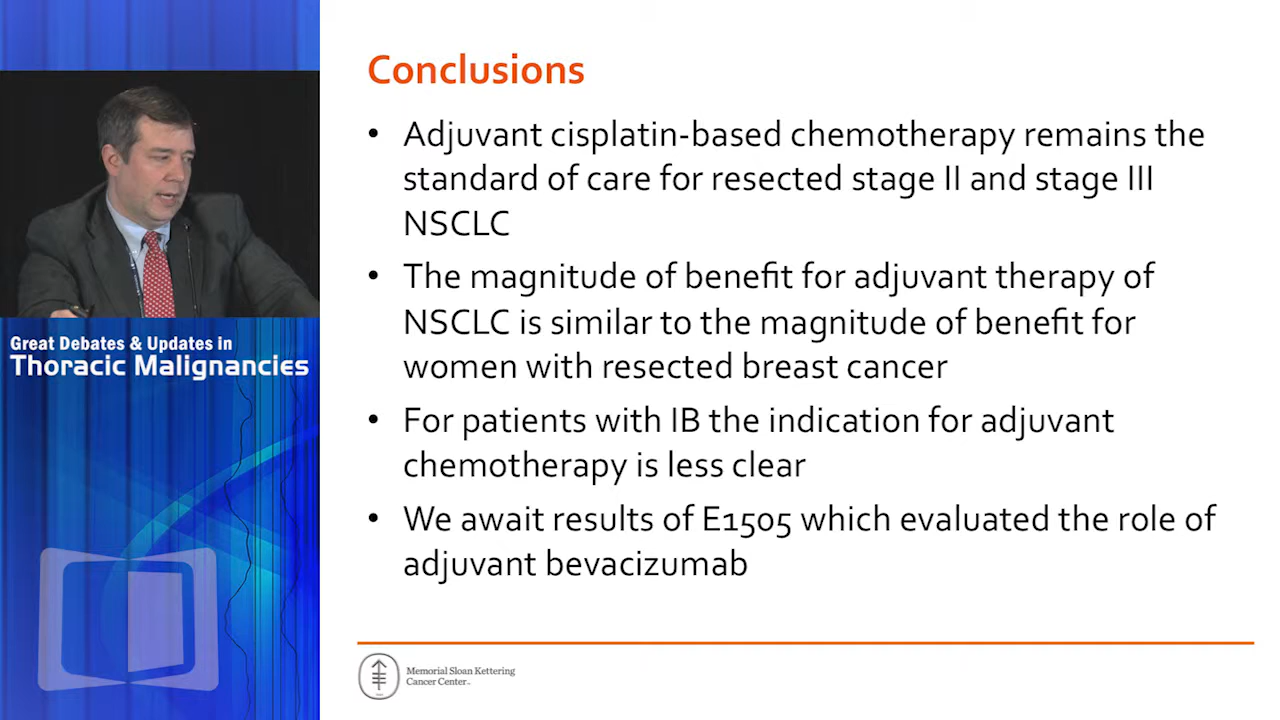 Conclusions
• Adjuvant cisplatin-based chemotherapy remains the
standard of care for resected stage II and stage III
NSCLC
• The magnitude of benefit for adjuvant therapy of
NSCLC is similar to the magnitude of benefit for
women with resected breast cancer
• For patients with IB the indication for adjuvant
chemotherapy is less clear
• We await results of E1505 which evaluated the role of
adjuvant bevacizumab
Great Debates & Updates in
Thoracic Malignancies
Memorial Sloan Kettering
Cancer Center